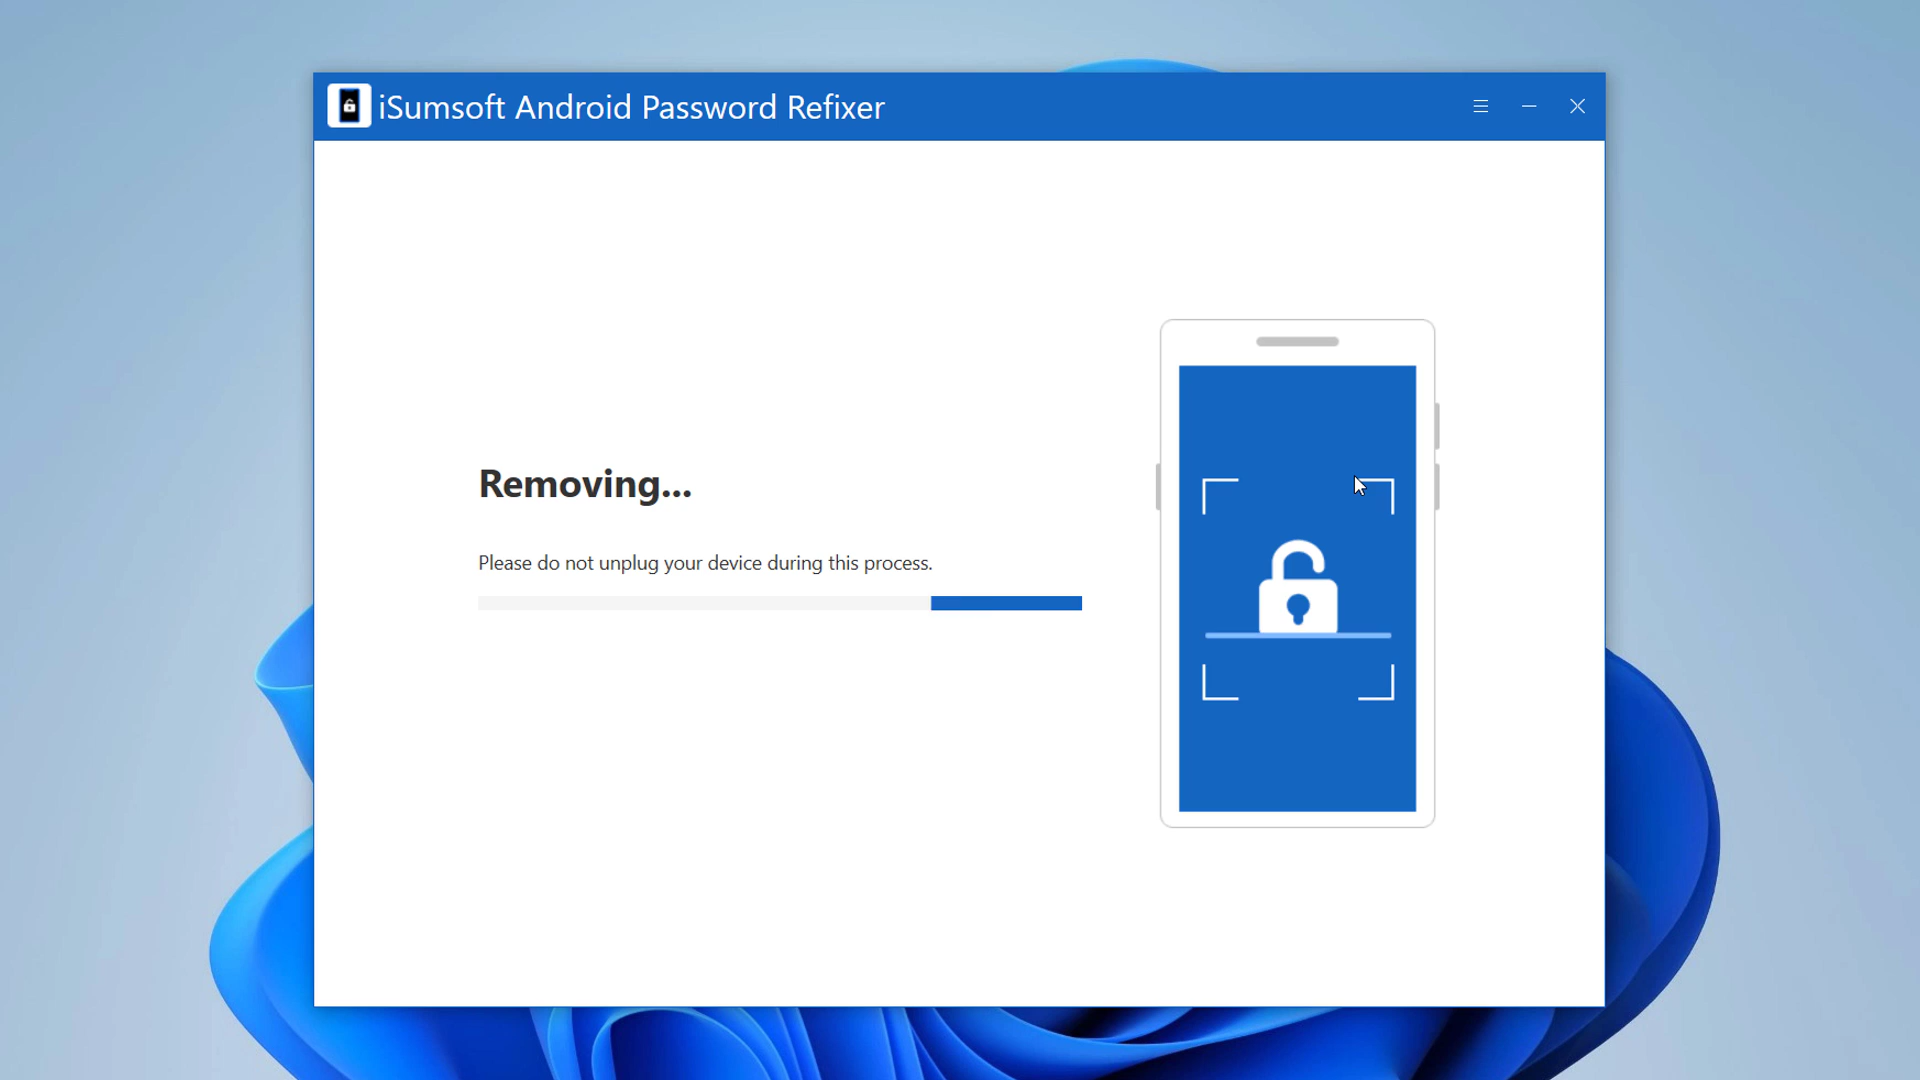 iSumsoft Android Password Refixer
Removing...
Please do not unplug your device during this process.